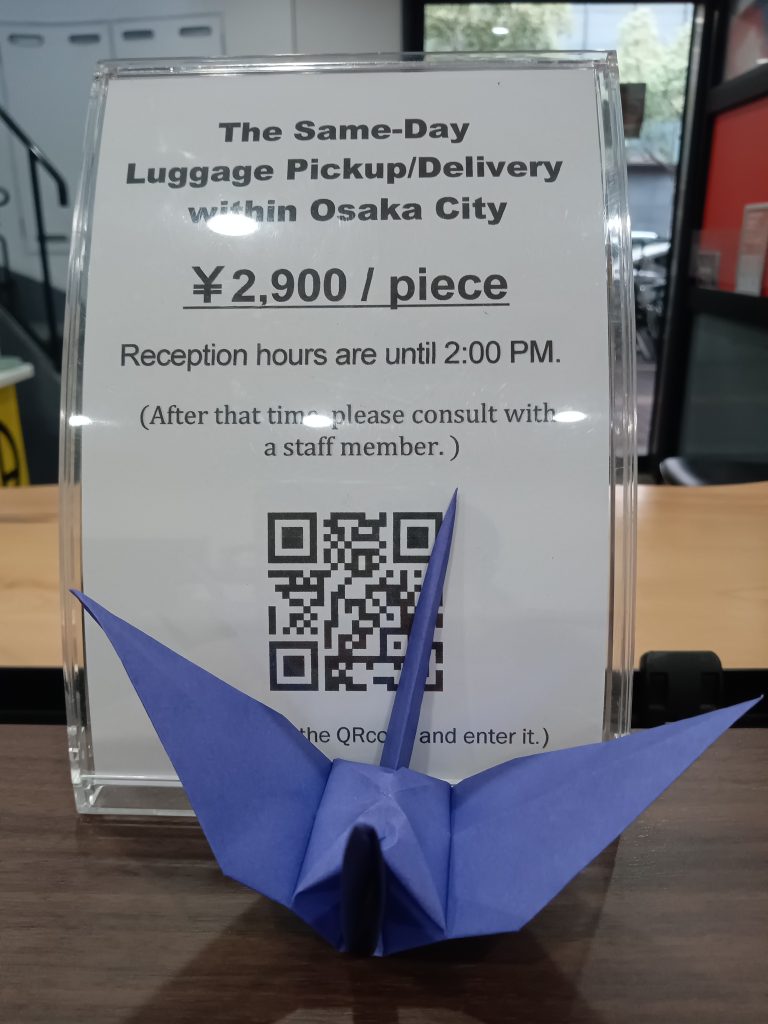 The Same-Day
Luggage Pickup/Delivery
within Osaka City
¥2,900 / piece
Reception hours are until 2:00 PM.
(After that time, please consult with
a staff member. )
the QRco and enter it.)